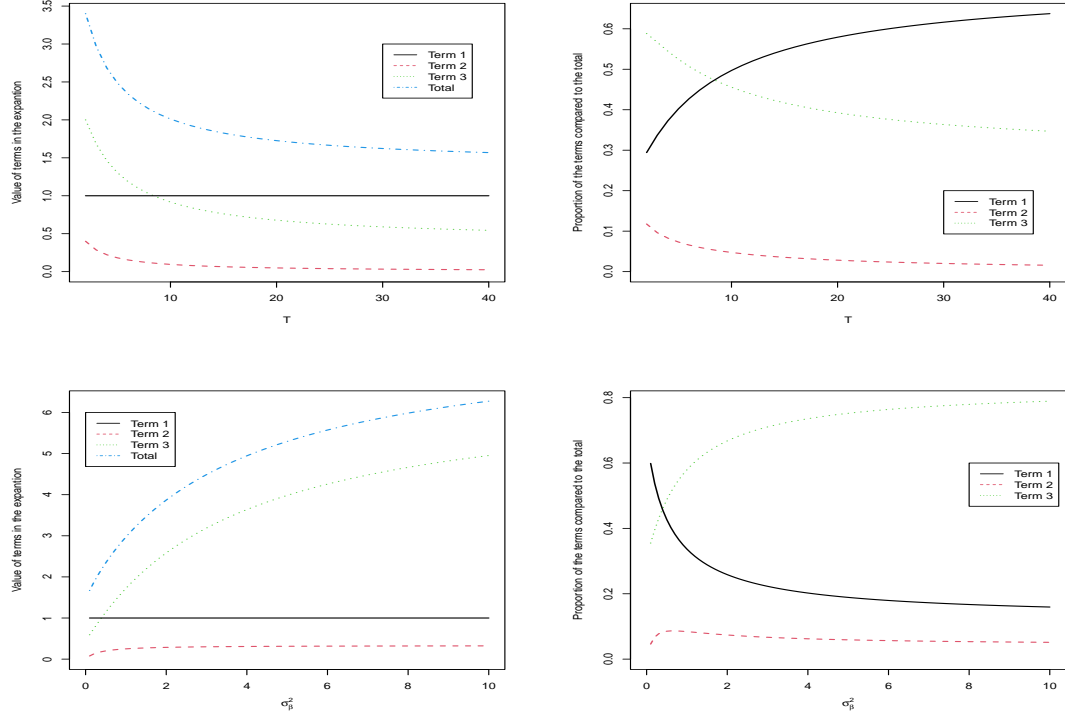 Value of terms in the expantion
3.5
3.0
2.5
2.0
1.5
1.0
0.5
0.0
Term 1
Term 2
Term 3
Total
10
20
30
40
T
Proportion of the terms compared to the total
0.6
0.5
0.4
0.3
0.2
0.1
0.0
Term 1
Term 2
Term 3
10
20
30
40
T
Value of terms in the expantion
6
5
4
3
2
1
0
Term 1
Term 2
Term 3
Total
0
2
4
6
8
10
σ²β
Proportion of the terms compared to the total
0.8
0.6
0.4
0.2
0.0
Term 1
Term 2
Term 3
0
2
4
6
8
10
σ²β